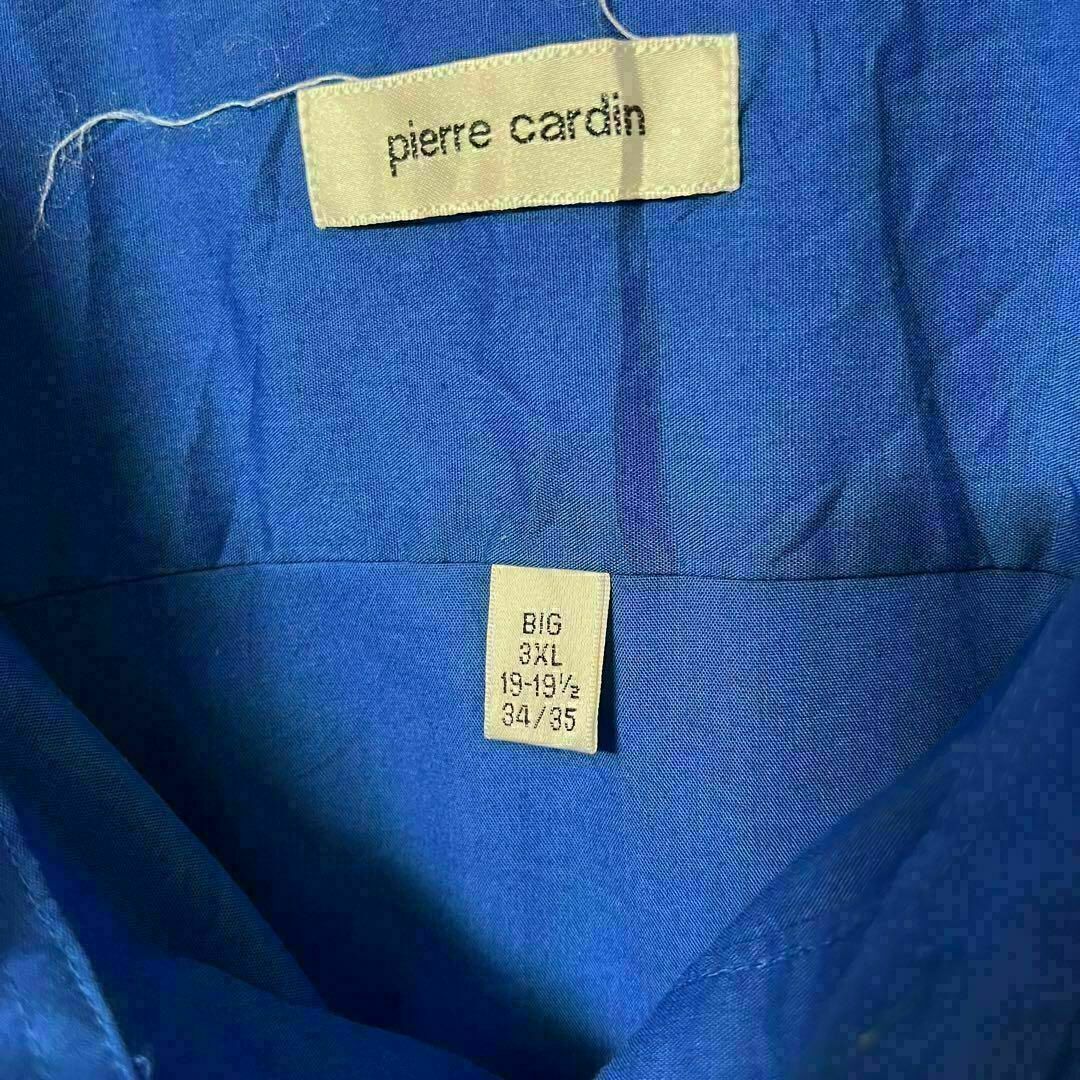 pierre cardin
BIG
3XL
19-19½
34/35